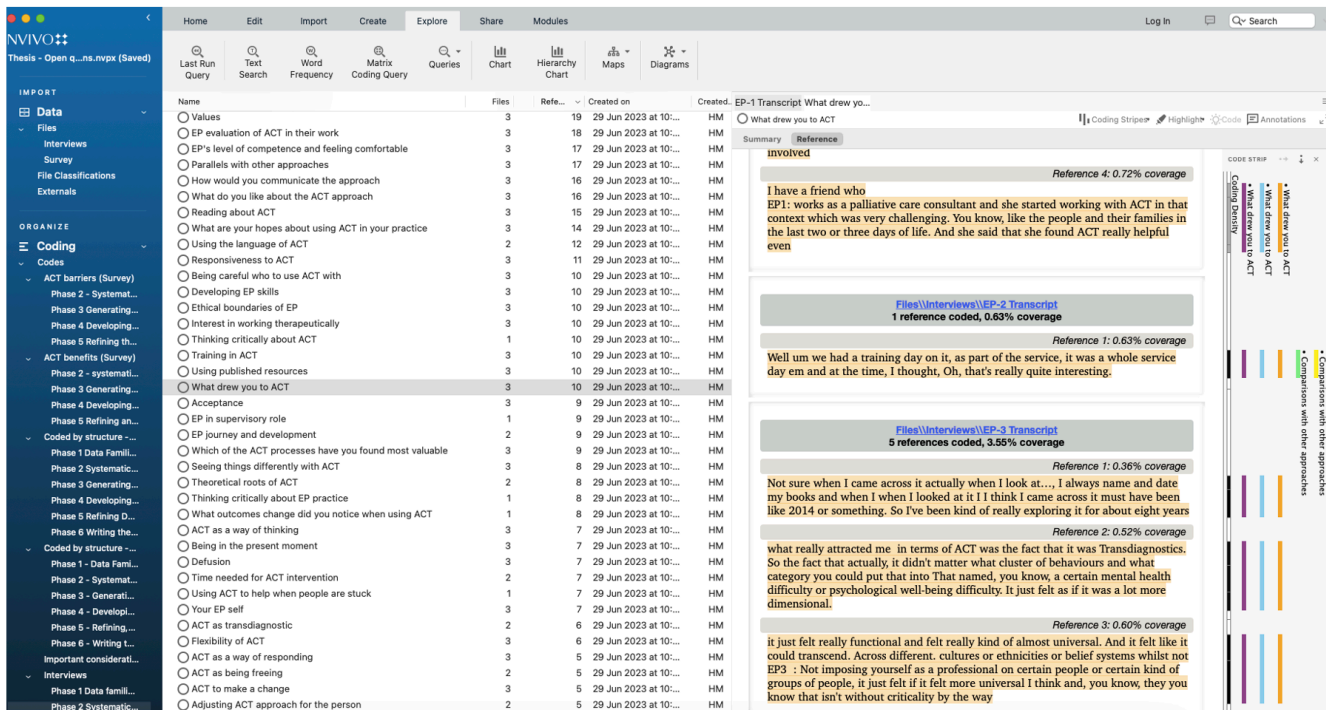 Home Edit Import Create Explore Share Modules Log In Search
NVIVO
Thesis - Open q...ns.nvpx (Saved)
Last Run Query
Text Search
Word Frequency
Matrix Coding Query
Queries
Chart
Hierarchy Chart
Maps
Diagrams
IMPORT
Data
Files
Interviews
Survey
File Classifications
Externals
ORGANIZE
Coding
Codes
ACT barriers (Survey)
Phase 2 - Systemat...
Phase 3 Generating...
Phase 4 Developing...
Phase 5 Refining th...
ACT benefits (Survey)
Phase 2 - systemati...
Phase 3 Generating...
Phase 4 Developing...
Phase 5 Refining an...
Coded by structure -...
Phase 1 Data Famili...
Phase 2 Systematic...
Phase 3 Generating...
Phase 4 Developing...
Phase 5 Refining D...
Phase 6 Writing the...
Coded by structure -...
Phase 1 - Data Fami...
Phase 2 - Systemat...
Phase 3 - Generati...
Phase 4 - Developi...
Phase 5 - Refining,...
Phase 6 - Writing t...
Important considerati...
Interviews
Phase 1 Data famili...
Phase 2 Systematic...
Name Files Refe... Created on Created...
Values 3 19 29 Jun 2023 at 10:... HM
EP evaluation of ACT in their work 3 18 29 Jun 2023 at 10:... HM
EP's level of competence and feeling comfortable 3 17 29 Jun 2023 at 10:... HM
Parallels with other approaches 3 17 29 Jun 2023 at 10:... HM
How would you communicate the approach 3 16 29 Jun 2023 at 10:... HM
What do you like about the ACT approach 3 16 29 Jun 2023 at 10:... HM
Reading about ACT 3 15 29 Jun 2023 at 10:... HM
What are your hopes about using ACT in your practice 3 14 29 Jun 2023 at 10:... HM
Using the language of ACT 2 12 29 Jun 2023 at 10:... HM
Responsiveness to ACT 3 11 29 Jun 2023 at 10:... HM
Being careful who to use ACT with 3 10 29 Jun 2023 at 10:... HM
Developing EP skills 3 10 29 Jun 2023 at 10:... HM
Ethical boundaries of EP 3 10 29 Jun 2023 at 10:... HM
Interest in working therapeutically 3 10 29 Jun 2023 at 10:... HM
Thinking critically about ACT 1 10 29 Jun 2023 at 10:... HM
Training in ACT 3 10 29 Jun 2023 at 10:... HM
Using published resources 3 10 29 Jun 2023 at 10:... HM
What drew you to ACT 3 10 29 Jun 2023 at 10:... HM
Acceptance 3 9 29 Jun 2023 at 10:... HM
EP in supervisory role 1 9 29 Jun 2023 at 10:... HM
EP journey and development 2 9 29 Jun 2023 at 10:... HM
Which of the ACT processes have you found most valuable 3 9 29 Jun 2023 at 10:... HM
Seeing things differently with ACT 3 8 29 Jun 2023 at 10:... HM
Theoretical roots of ACT 2 8 29 Jun 2023 at 10:... HM
Thinking critically about EP practice 1 8 29 Jun 2023 at 10:... HM
What outcomes change did you notice when using ACT 1 8 29 Jun 2023 at 10:... HM
ACT as a way of thinking 3 7 29 Jun 2023 at 10:... HM
Being in the present moment 3 7 29 Jun 2023 at 10:... HM
Defusion 3 7 29 Jun 2023 at 10:... HM
Time needed for ACT intervention 2 7 29 Jun 2023 at 10:... HM
Using ACT to help when people are stuck 1 7 29 Jun 2023 at 10:... HM
Your EP self 3 7 29 Jun 2023 at 10:... HM
ACT as transdiagnostic 2 6 29 Jun 2023 at 10:... HM
Flexibility of ACT 3 6 29 Jun 2023 at 10:... HM
ACT as a way of responding 3 5 29 Jun 2023 at 10:... HM
ACT as being freeing 2 5 29 Jun 2023 at 10:... HM
ACT to make a change 3 5 29 Jun 2023 at 10:... HM
Adjusting ACT approach for the person 2 5 29 Jun 2023 at 10:... HM
EP-1 Transcript What drew yo...
What drew you to ACT Coding Stripes Highlight Code Annotations
Summary Reference
involved
Reference 4: 0.72% coverage
I have a friend who
EP1: works as a palliative care consultant and she started working with ACT in that
context which was very challenging. You know, like the people and their families in
the last two or three days of life. And she said that she found ACT really helpful
even
Files\\Interviews\\EP-2 Transcript
1 reference coded, 0.63% coverage
Reference 1: 0.63% coverage
Well um we had a training day on it, as part of the service, it was a whole service
day em and at the time, I thought, Oh, that's really quite interesting.
Files\\Interviews\\EP-3 Transcript
5 references coded, 3.55% coverage
Reference 1: 0.36% coverage
Not sure when I came across it actually when I look at..., I always name and date
my books and when I when I looked at it I I think I came across it must have been
like 2014 or something. So I've been kind of really exploring it for about eight years
Reference 2: 0.52% coverage
what really attracted me in terms of ACT was the fact that it was Transdiagnostics.
So the fact that actually, it didn't matter what cluster of behaviours and what
category you could put that into That named, you know, a certain mental health
difficulty or psychological well-being difficulty. It just felt as if it was a lot more
dimensional.
Reference 3: 0.60% coverage
it just felt really functional and felt really kind of almost universal. And it felt like it
could transcend. Across different. cultures or ethnicities or belief systems whilst not
EP3 : Not imposing yourself as a professional on certain people or certain kind of
groups of people, it just felt if it felt more universal I think and, you know, they you
know that isn't without criticality by the way
CODE STRIP
Coding Density
What drew you to ACT
What drew you to ACT
What drew you to ACT
Comparisons with other approaches
Comparisons with other approaches